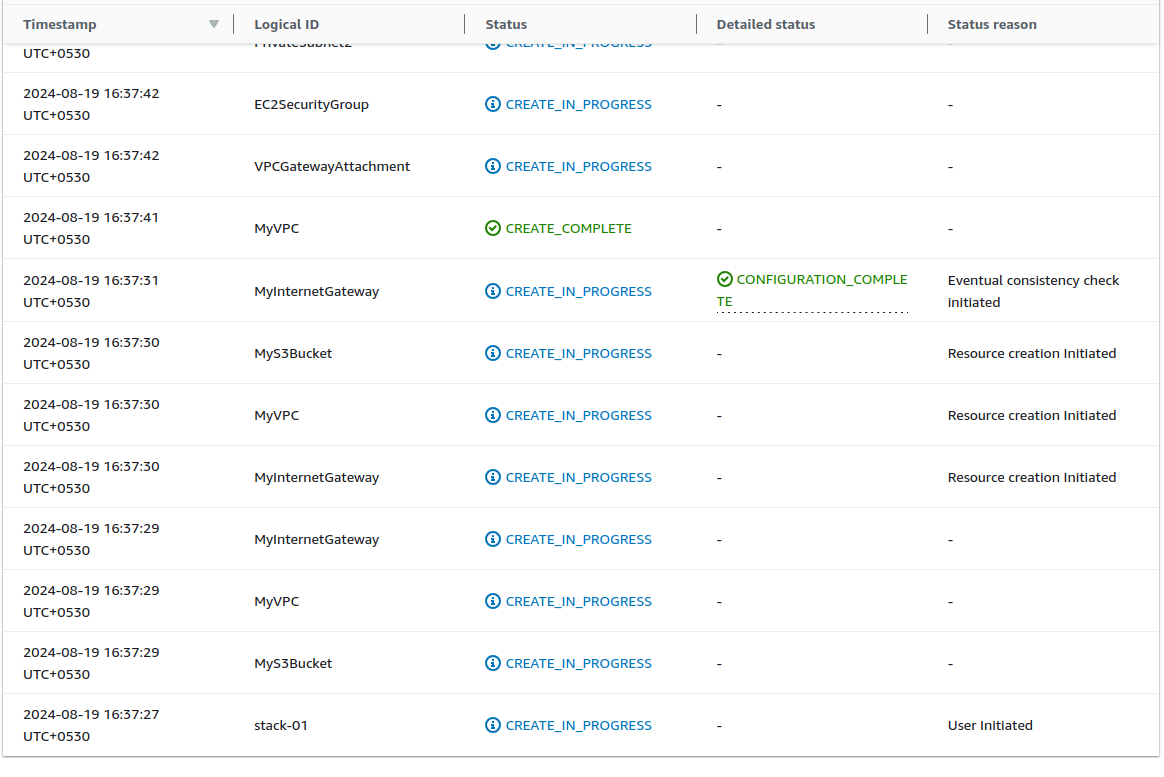 Timestamp Logical ID Status Detailed status Status reason
PrivateSubnet2 CREATE_IN_PROGRESS - -
UTC+0530
2024-08-19 16:37:42
UTC+0530
EC2SecurityGroup CREATE_IN_PROGRESS - -
2024-08-19 16:37:42
UTC+0530
VPCGatewayAttachment CREATE_IN_PROGRESS - -
2024-08-19 16:37:41
UTC+0530
MyVPC CREATE_COMPLETE - -
2024-08-19 16:37:31
UTC+0530
MyInternetGateway CREATE_IN_PROGRESS
CONFIGURATION_COMPLE
TE
Eventual consistency check
initiated
2024-08-19 16:37:30
UTC+0530
MyS3Bucket CREATE_IN_PROGRESS - Resource creation Initiated
2024-08-19 16:37:30
UTC+0530
MyVPC CREATE_IN_PROGRESS - Resource creation Initiated
2024-08-19 16:37:30
UTC+0530
MyInternetGateway CREATE_IN_PROGRESS - Resource creation Initiated
2024-08-19 16:37:29
UTC+0530
MyInternetGateway CREATE_IN_PROGRESS - -
2024-08-19 16:37:29
UTC+0530
MyVPC CREATE_IN_PROGRESS - -
2024-08-19 16:37:29
UTC+0530
MyS3Bucket CREATE_IN_PROGRESS - -
2024-08-19 16:37:27
UTC+0530
stack-01 CREATE_IN_PROGRESS - User Initiated